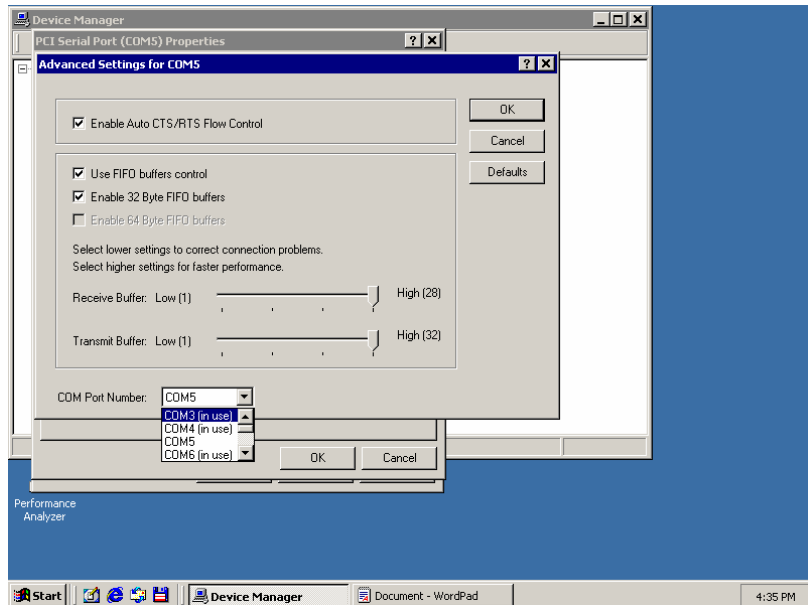 Device Manager
PCI Serial Port (COM5) Properties
Advanced Settings for COM5
Enable Auto CTS/RTS Flow Control
OK
Cancel
Defaults
Use FIFO buffers control
Enable 32 Byte FIFO buffers
Enable 64 Byte FIFO buffers
Select lower settings to correct connection problems.
Select higher settings for faster performance.
Receive Buffer: Low (1) High (28)
Transmit Buffer: Low (1) High (32)
COM Port Number: COM5
COM3 (in use)
COM4 (in use)
COM5
COM6 (in use)
OK Cancel
Performance
Analyzer
Start Device Manager Document - WordPad 4:35 PM